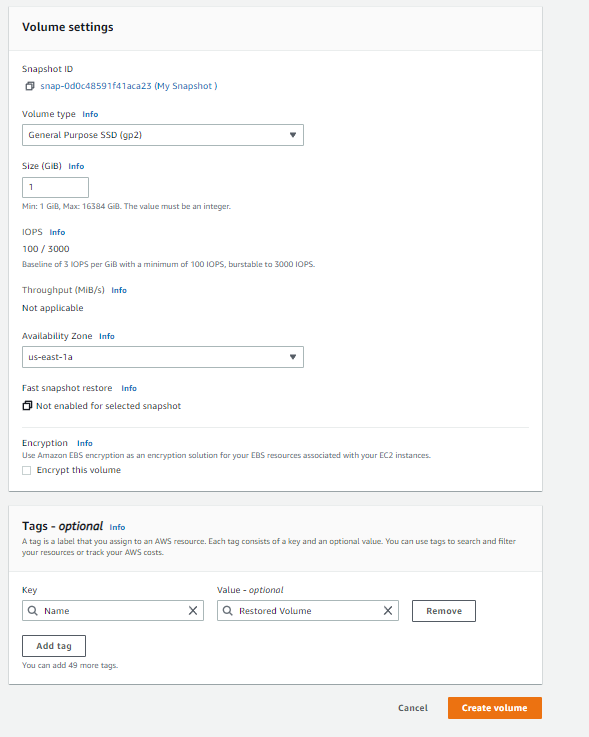 Volume settings
Snapshot ID
snap-0d0c48591f41aca23 (My Snapshot )
Volume type Info
General Purpose SSD (gp2)
Size (GiB) Info
1
Min: 1 GiB, Max: 16384 GiB. The value must be an integer.
IOPS Info
100 / 3000
Baseline of 3 IOPS per GiB with a minimum of 100 IOPS, burstable to 3000 IOPS.
Throughput (MiB/s) Info
Not applicable
Availability Zone Info
us-east-1a
Fast snapshot restore Info
Not enabled for selected snapshot
Encryption Info
Use Amazon EBS encryption as an encryption solution for your EBS resources associated with your EC2 instances.
Encrypt this volume
Tags - optional Info
A tag is a label that you assign to an AWS resource. Each tag consists of a key and an optional value. You can use tags to search and filter
your resources or track your AWS costs.
Key Value - optional
Name Restored Volume Remove
Add tag
You can add 49 more tags.
Cancel Create volume